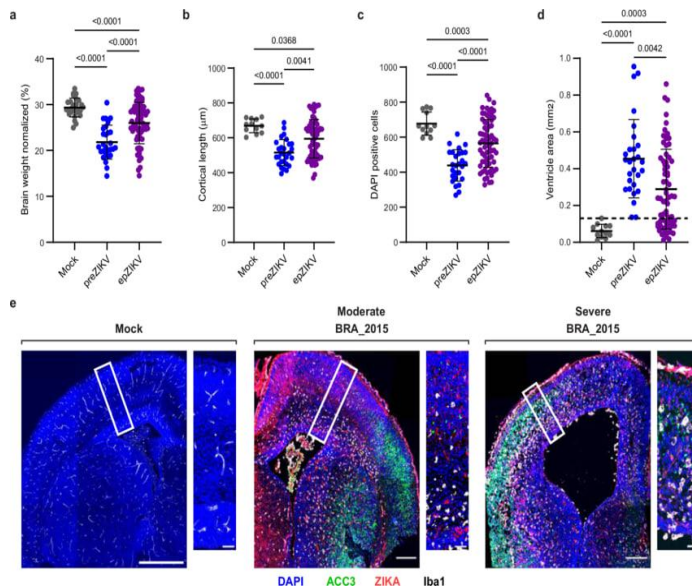 a
<0.0001
<0.0001
<0.0001
Brain weight nomalized (%)
40
30
20
10
0
Mock
preZIKV
epZIKV
b
0.0368
0.0041
<0.0001
Cortical length (µm)
1000
800
600
400
200
0
Mock
preZIKV
epZIKV
c
0.0003
<0.0001
<0.0001
DAPI positive cells
1000
800
600
400
200
0
Mock
preZIKV
epZIKV
d
0.0003
<0.0001
0.0042
Ventricle area (mm2)
1.0
0.8
0.6
0.4
0.2
0.0
Mock
preZIKV
epZIKV
e
Mock
Moderate
BRA_2015
Severe
BRA_2015
DAPI ACC3 ZIKA Iba1